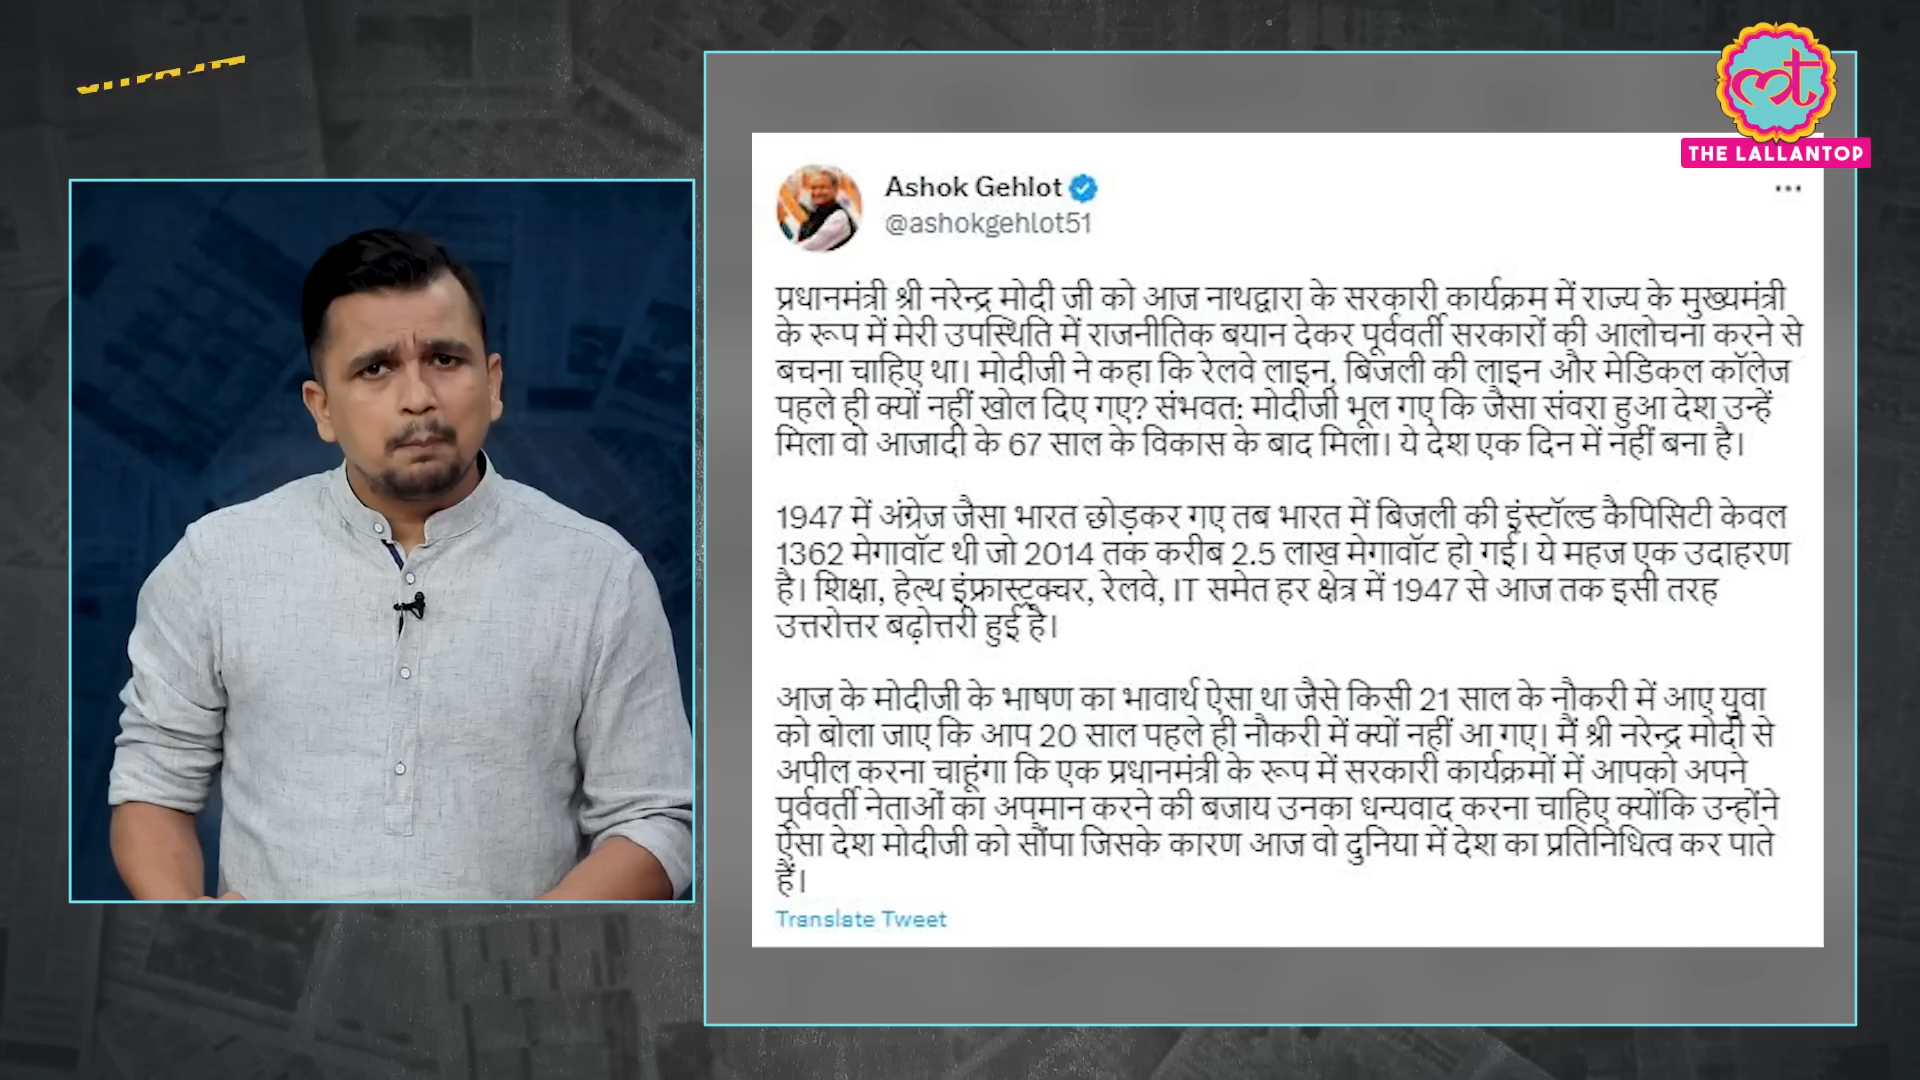 THE LALLANTOP
Ashok Gehlot
@ashokgehlot51
प्रधानमंत्री श्री नरेन्द्र मोदी जी को आज नाथद्वारा के सरकारी कार्यक्रम में राज्य के मुख्यमंत्री
के रूप में मेरी उपस्थिति में राजनीतिक बयान देकर पूर्ववर्ती सरकारों की आलोचना करने से
बचना चाहिए था। मोदीजी ने कहा कि रेलवे लाइन, बिजली की लाइन और मेडिकल कॉलेज
पहले ही क्यों नहीं खोल दिए गए? संभवत: मोदीजी भूल गए कि जैसा संवरा हुआ देश उन्हें
मिला वो आजादी के 67 साल के विकास के बाद मिला। ये देश एक दिन में नहीं बना है।
1947 में अंग्रेज जैसा भारत छोड़कर गए तब भारत में बिजली की इंस्टॉल्ड कैपिसिटी केवल
1362 मेगावॉट थी जो 2014 तक करीब 2.5 लाख मेगावॉट हो गई। ये महज एक उदाहरण
है। शिक्षा, हेल्थ इंफ्रास्ट्रक्चर, रेलवे, IT समेत हर क्षेत्र में 1947 से आज तक इसी तरह
उत्तरोत्तर बढ़ोत्तरी हुई है।
आज के मोदीजी के भाषण का भावार्थ ऐसा था जैसे किसी 21 साल के नौकरी में आए युवा
को बोला जाए कि आप 20 साल पहले ही नौकरी में क्यों नहीं आ गए। मैं श्री नरेन्द्र मोदी से
अपील करना चाहूंगा कि एक प्रधानमंत्री के रूप में सरकारी कार्यक्रमों में आपको अपने
पूर्ववर्ती नेताओं का अपमान करने की बजाय उनका धन्यवाद करना चाहिए क्योंकि उन्होंने
ऐसा देश मोदीजी को सौंपा जिसके कारण आज वो दुनिया में देश का प्रतिनिधित्व कर पाते
हैं।
Translate Tweet